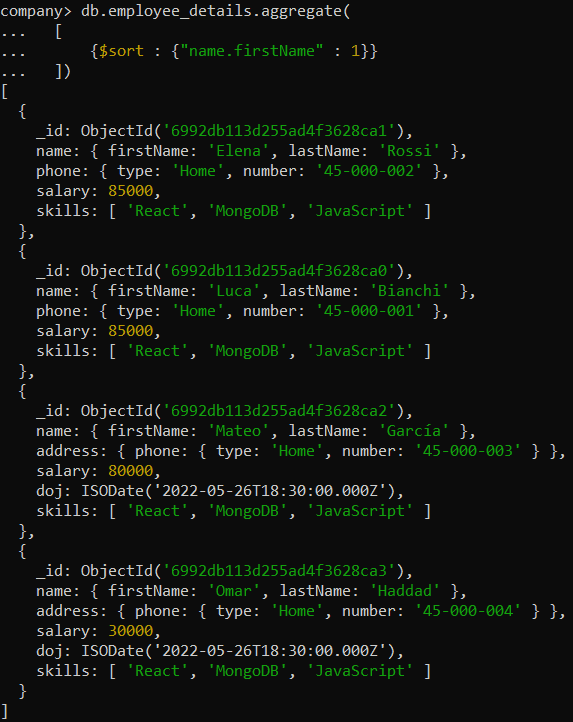 company> db.employee_details.aggregate(
...   [
...       {$sort : {"name.firstName" : 1}}
...   ])
[
  {
    _id: ObjectId('6992db113d255ad4f3628ca1'),
    name: { firstName: 'Elena', lastName: 'Rossi' },
    phone: { type: 'Home', number: '45-000-002' },
    salary: 85000,
    skills: [ 'React', 'MongoDB', 'JavaScript' ]
  },
  {
    _id: ObjectId('6992db113d255ad4f3628ca0'),
    name: { firstName: 'Luca', lastName: 'Bianchi' },
    phone: { type: 'Home', number: '45-000-001' },
    salary: 85000,
    skills: [ 'React', 'MongoDB', 'JavaScript' ]
  },
  {
    _id: ObjectId('6992db113d255ad4f3628ca2'),
    name: { firstName: 'Mateo', lastName: 'García' },
    address: { phone: { type: 'Home', number: '45-000-003' } },
    salary: 80000,
    doj: ISODate('2022-05-26T18:30:00.000Z'),
    skills: [ 'React', 'MongoDB', 'JavaScript' ]
  },
  {
    _id: ObjectId('6992db113d255ad4f3628ca3'),
    name: { firstName: 'Omar', lastName: 'Haddad' },
    address: { phone: { type: 'Home', number: '45-000-004' } },
    salary: 30000,
    doj: ISODate('2022-05-26T18:30:00.000Z'),
    skills: [ 'React', 'MongoDB', 'JavaScript' ]
  }
]